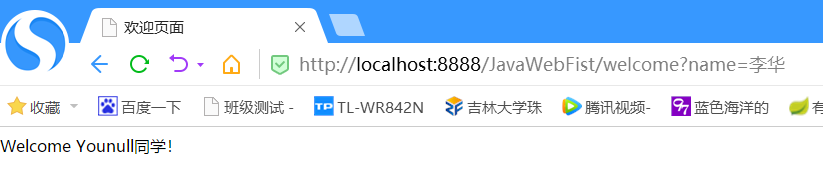 欢迎页面
http://localhost:8888/JavaWebFist/welcome?name=李华
收藏 百度一下 班级测试 - TL-WR842N 吉林大学珠 腾讯视频- 蓝色海洋的 有
Welcome Younull同学!